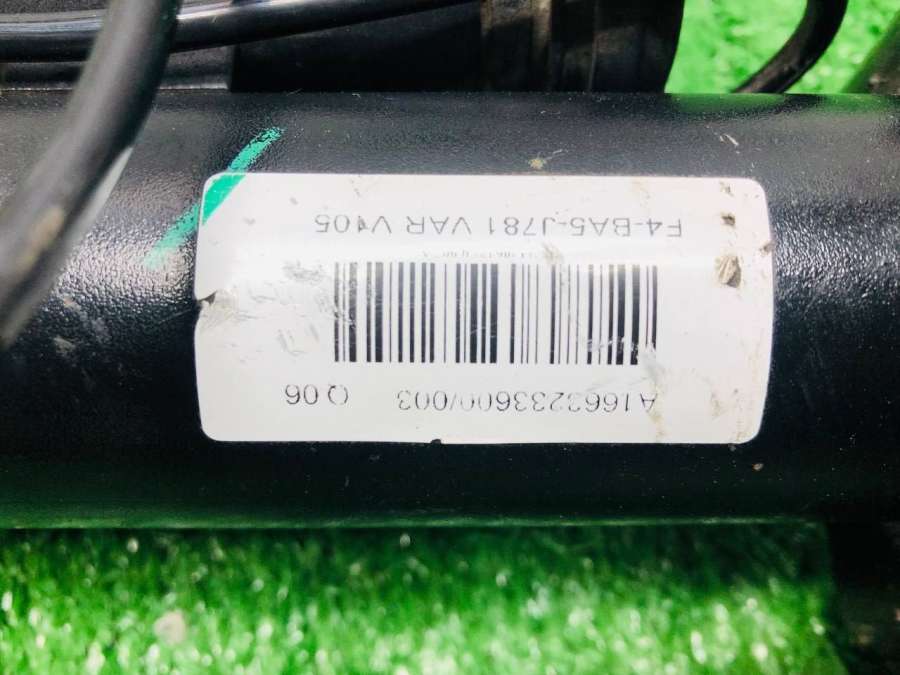 A1663233600/003 Q 06
F4-BA5-J781 VAR V105